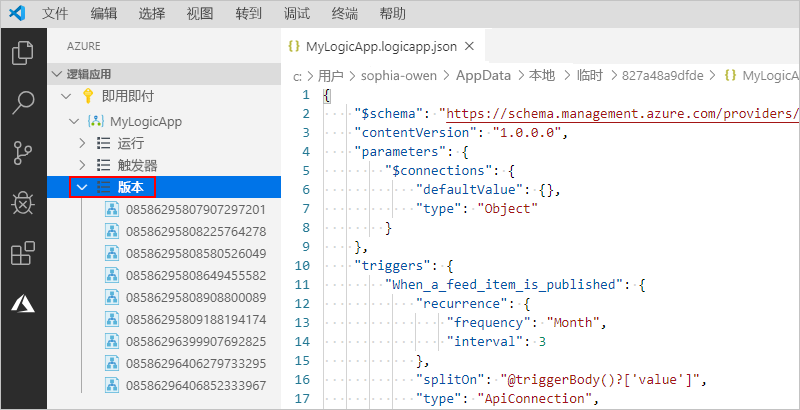 文件 编辑 选择 视图 转到 调试 终端 帮助
AZURE
逻辑应用
即用即付
MyLogicApp
运行
触发器
版本
08586295807907297201
08586295808225764278
08586295808580526049
08586295808649455582
08586295808908800089
08586295809188194174
08586296399907692825
08586296406279733295
08586296406852333967
{} MyLogicApp.logicapp.json ×
c: > 用户 > sophia-owen > AppData > 本地 > 临时 > 827a48a9dfde > {} MyLogicA
1 {
2 "$schema": "https://schema.management.azure.com/providers/
3 "contentVersion": "1.0.0.0",
4 "parameters": {
5 "$connections": {
6 "defaultValue": {},
7 "type": "Object"
8 }
9 },
10 "triggers": {
11 "When_a_feed_item_is_published": {
12 "recurrence": {
13 "frequency": "Month",
14 "interval": 3
15 },
16 "splitOn": "@triggerBody()?['value']",
17 "type": "ApiConnection",